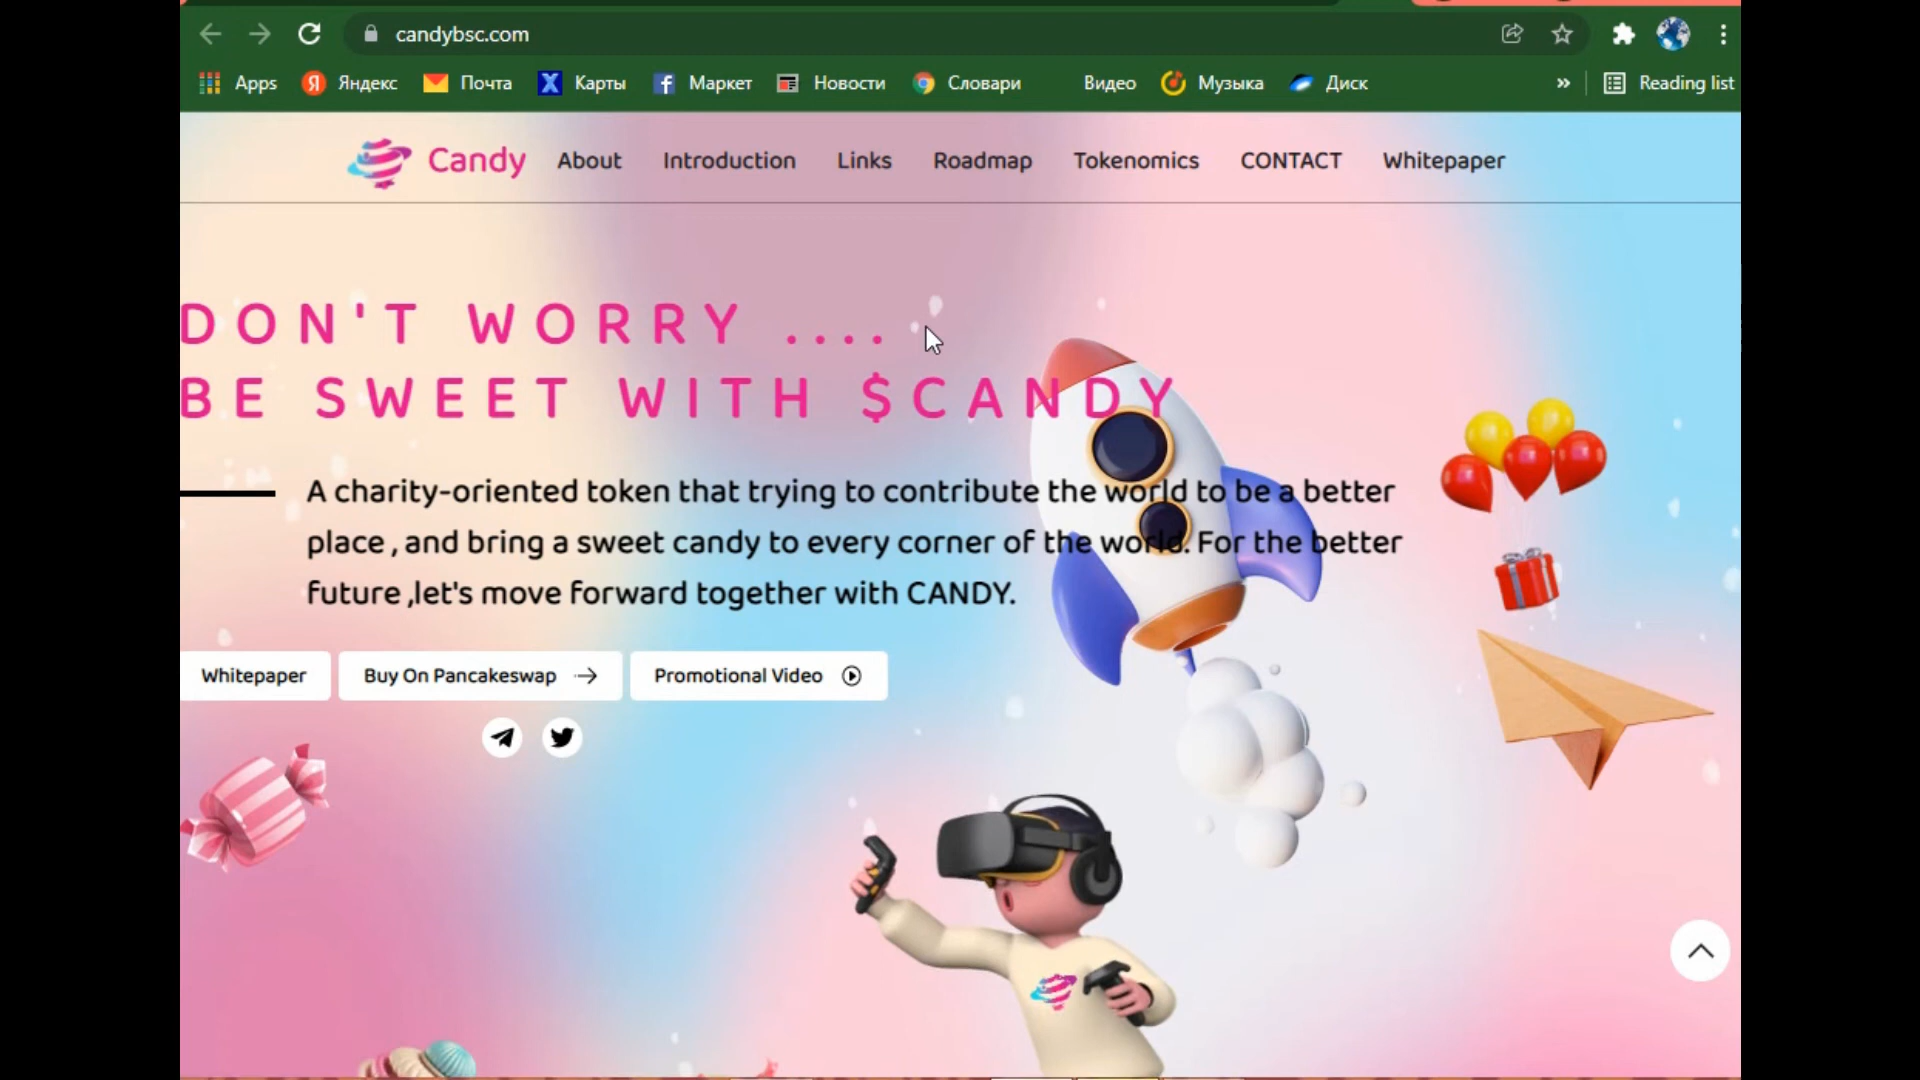 candybsc.com
Apps Яндекс Почта Карты Маркет Новости Словари Видео Музыка Диск » Reading list
Candy About Introduction Links Roadmap Tokenomics CONTACT Whitepaper
DON'T WORRY ....
BE SWEET WITH $CANDY
A charity-oriented token that trying to contribute the world to be a better
place , and bring a sweet candy to every corner of the world. For the better
future ,let's move forward together with CANDY.
Whitepaper Buy On Pancakeswap → Promotional Video